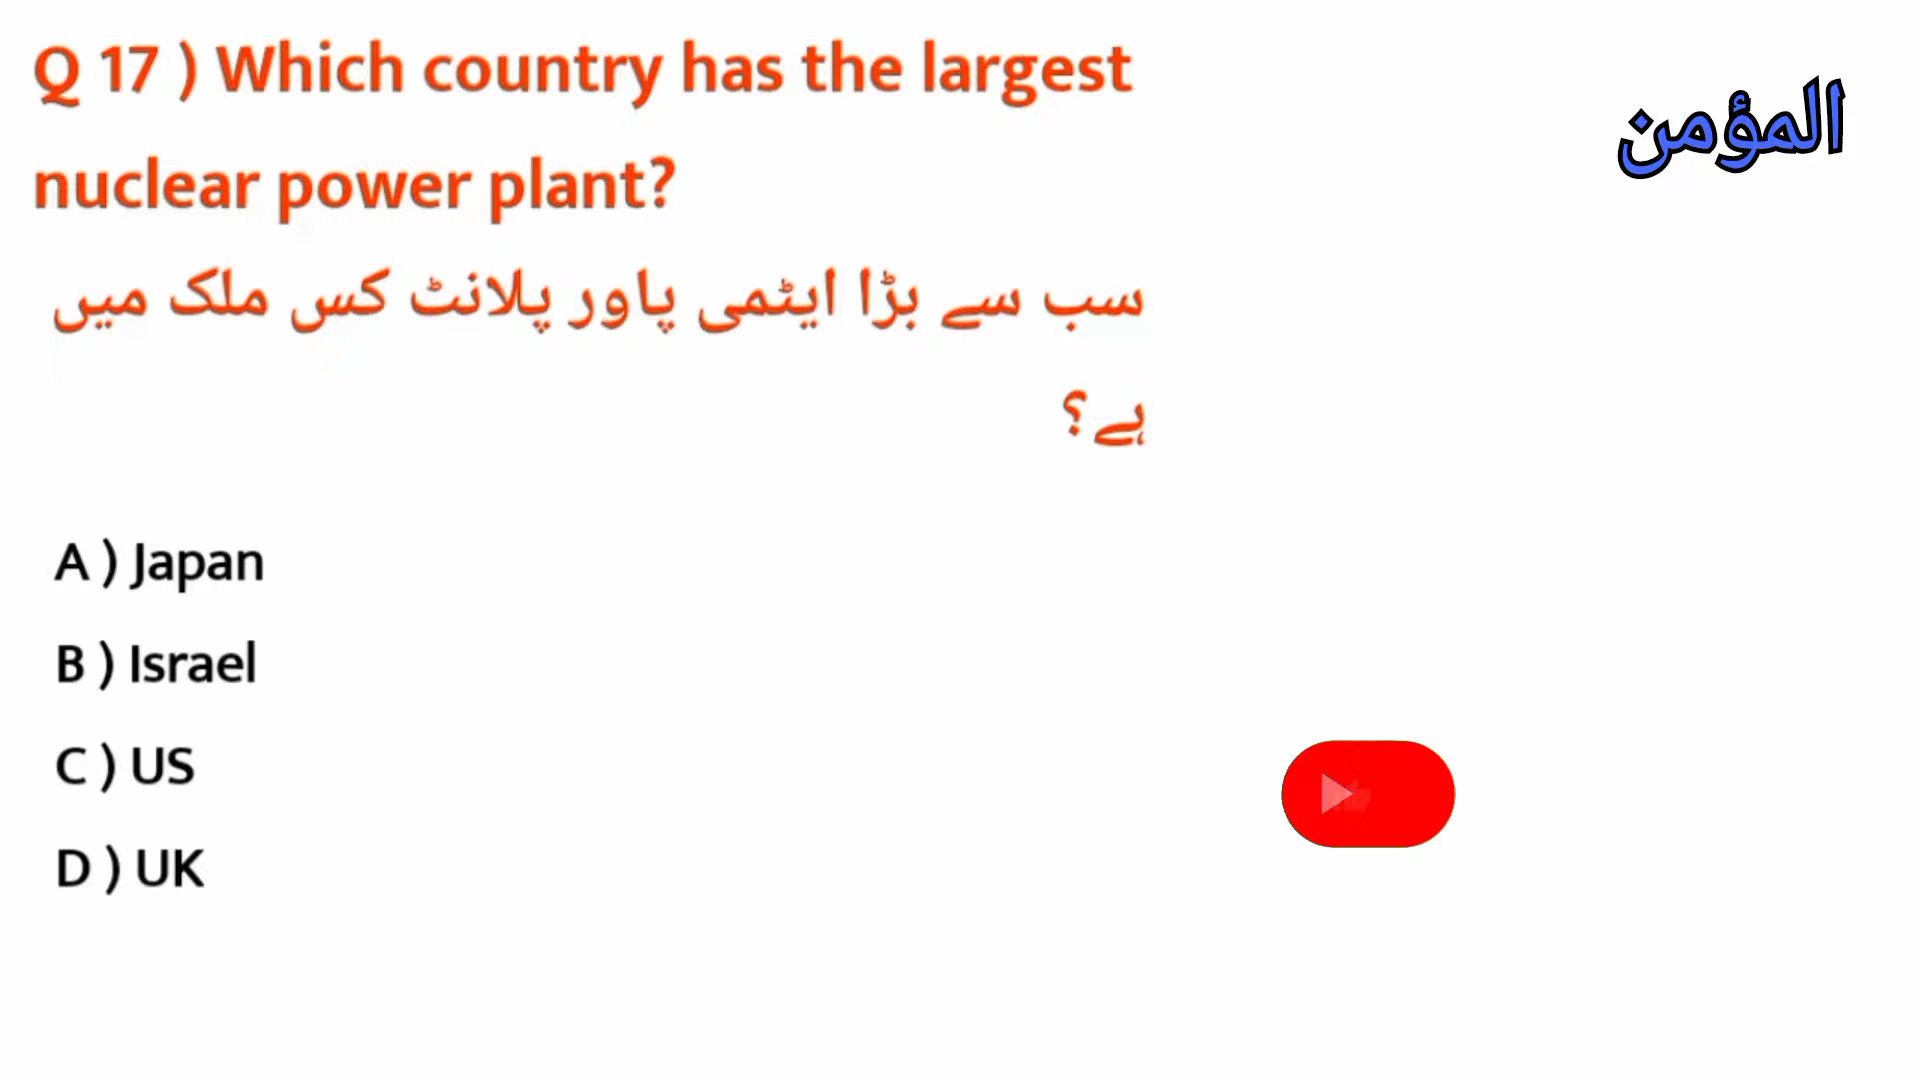 Q 17 ) Which country has the largest
nuclear power plant?
سب سے بڑا ایٹمی پاور پلانٹ کس ملک میں
ہے؟
المؤمن
A ) Japan
B ) Israel
C ) US
D ) UK